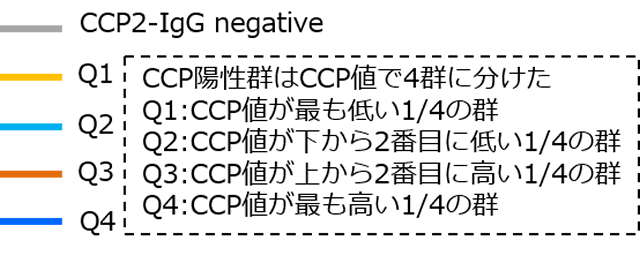 CCP2-IgG negative
Q1
Q2
Q3
Q4
CCP陽性群はCCP値で4群に分けた
Q1:CCP値が最も低い1/4の群
Q2:CCP値が下から2番目に低い1/4の群
Q3:CCP値が上から2番目に高い1/4の群
Q4:CCP値が最も高い1/4の群